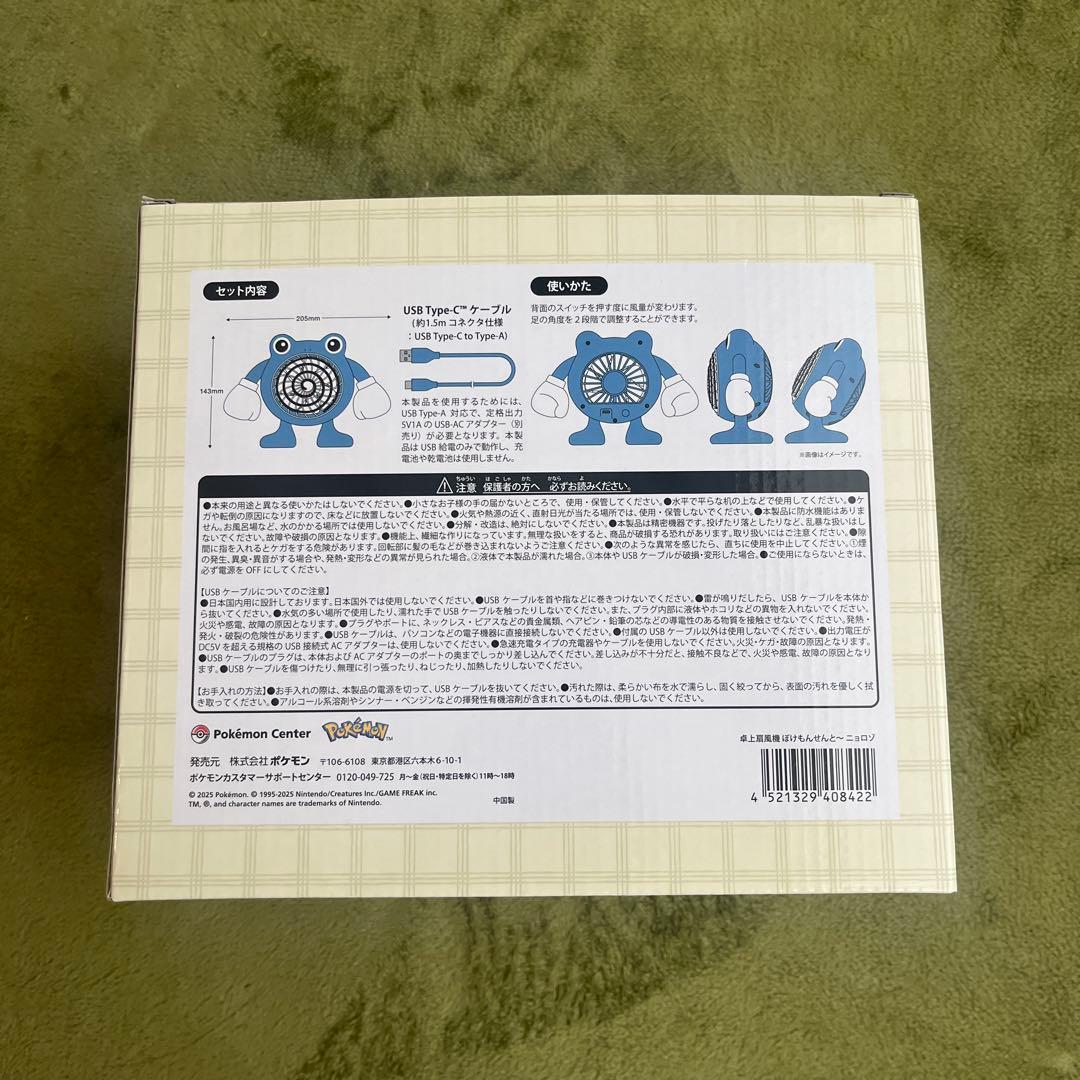 セット内容
205mm
143mm
USB Type-C™ ケーブル
(約1.5m コネクタ仕様
：USB Type-C to Type-A)
本製品を使用するためには、
USB Type-A 対応で、定格出力
5V1A の USB-AC アダプター（別
売り）が必要となります。本製
品は USB 給電のみで動作し、充
電池や乾電池は使用しません。
使いかた
背面のスイッチを押す度に風量が変わります。
足の角度を2段階で調整することができます。
※画像はイメージです。
ちゅうい ほごしゃ かた かなら よ
注意 保護者の方へ 必ずお読みください。
●本来の用途と異なる使いかたはしないでください。●小さなお子様の手の届かないところで、使用・保管してください。●水平で平らな机の上などで使用してください。●ケ
ガや転倒の原因になりますので、床などに放置しないでください。●火気や熱源の近く、直射日光が当たる場所では、使用・保管しないでください。●本製品に防水機能はありま
せん。お風呂場など、水のかかる場所では使用しないでください。●分解・改造は、絶対にしないでください。●本製品は精密機器です。投げたり落としたりなど、乱暴な扱いはし
ないでください。故障や破損の原因となります。●機能上、繊細な作りになっています。無理な扱いをすると、商品が破損する恐れがあります。取り扱いにはご注意ください。●隙
間に指を入れるとケガをする危険があります。回転部に髪の毛などが巻き込まれないようご注意ください。●次のような異常を感じたら、直ちに使用を中止してください。①煙
の発生、異臭・異音がする場合や、発熱・変形などの異常が見られた場合。②液体で本製品が濡れた場合。③本体や USB ケーブルが破損・変形した場合。●ご使用にならないときは、
必ず電源を OFF にしてください。
【USB ケーブルについてのご注意】
●日本国内用に設計しております。日本国外では使用しないでください。●USB ケーブルを首や指などに巻きつけないでください。●雷が鳴りだしたら、USB ケーブルを本体か
ら抜いてください。●水気の多い場所で使用したり、濡れた手で USB ケーブルを触ったりしないでください。また、プラグ内部に液体やホコリなどの異物を入れないでください。
火災や感電、故障の原因となります。●プラグやポートに、ネックレス・ピアスなどの貴金属類、ヘアピン・鉛筆の芯などの導電性のある物質を接触させないでください。発熱・
発火・破裂の危険性があります。●USB ケーブルは、パソコンなどの電子機器に直接接続しないでください。●付属の USB ケーブル以外は使用しないでください。●出力電圧が
DC5V を超える規格の USB 接続式 AC アダプターは、使用しないでください。●急速充電タイプの充電器やケーブルを使用しないでください。火災・ケガ・故障の原因となります。
●USB ケーブルのプラグは、本体および AC アダプターのポートの奥までしっかり差し込んでください。差し込みが不十分だと、接触不良などで、火災や感電、故障の原因となりま
す。●USB ケーブルを傷つけたり、無理に引っ張ったり、ねじったり、加熱したりしないでください。
【お手入れの方法】●お手入れの際は、本製品の電源を切って、USB ケーブルを抜いてください。●汚れた際は、柔らかい布を水で濡らし、固く絞ってから、表面の汚れを優しく拭
き取ってください。●アルコール系溶剤やシンナー・ベンジンなどの揮発性有機溶剤が含まれているものは、使用しないでください。
Pokémon Center Pokémon™
発売元 株式会社ポケモン 〒106-6108 東京都港区六本木6-10-1
ポケモンカスタマーサポートセンター 0120-049-725 月～金（祝日・特定日を除く）11時～18時
© 2025 Pokémon. © 1995-2025 Nintendo/Creatures Inc./GAME FREAK inc.
TM, ®, and character names are trademarks of Nintendo.
中国製
卓上扇風機 ぽけもんせんと〜 ニョロゾ
4 521329 408422